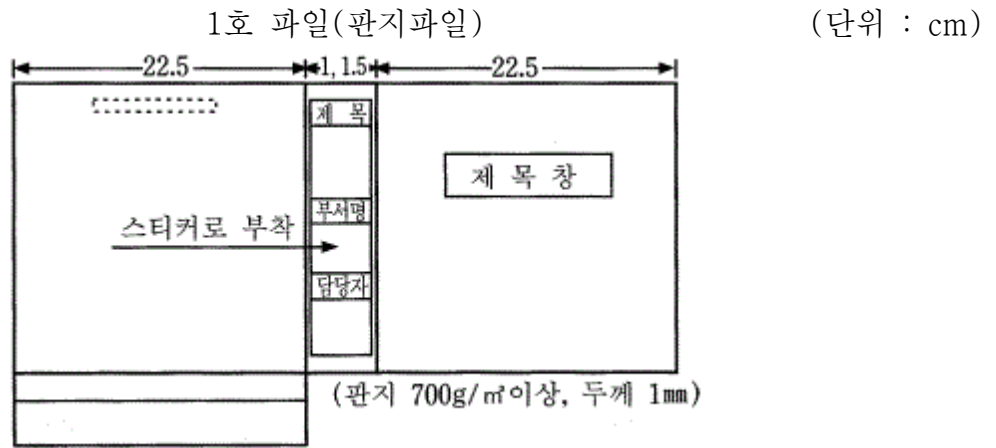 1호 파일(판지파일) (단위 : cm)
22.5 1, 1.5 22.5
제 목
제 목 창
부서명
스티커로 부착
담당자
(판지 700g/㎡이상, 두께 1㎜)